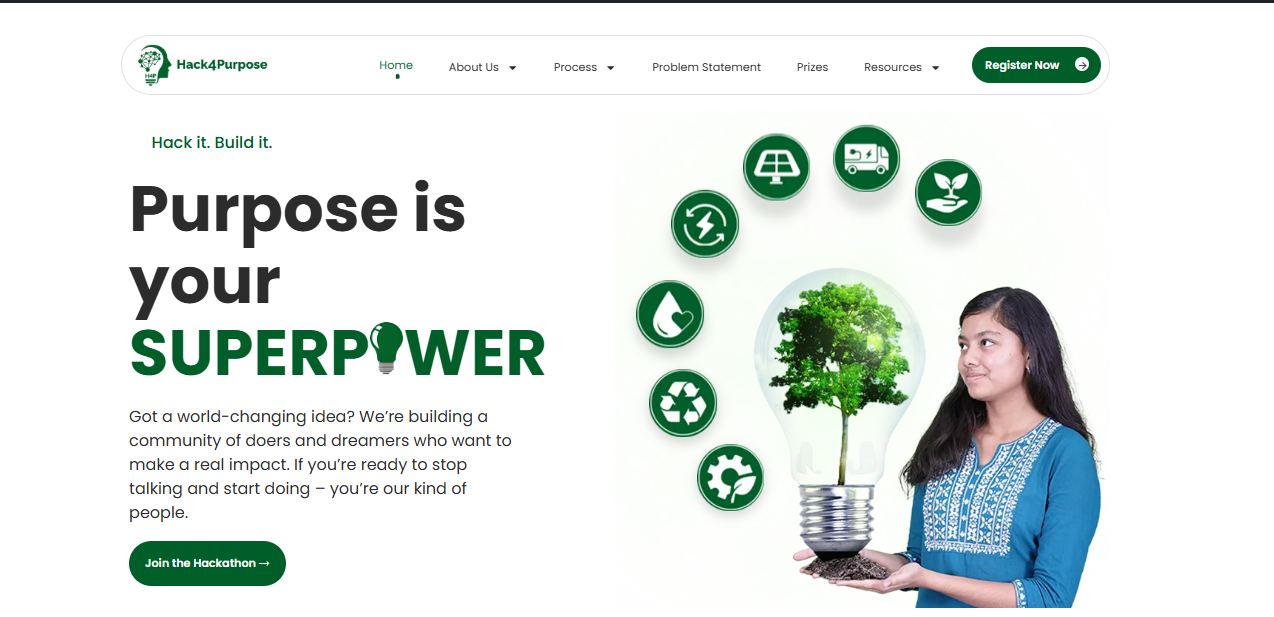 H4P
Hack4Purpose
Home
About Us
Process
Problem Statement
Prizes
Resources
Register Now
Hack it. Build it.
Purpose is
your
SUPERPOWER
Got a world-changing idea? We’re building a
community of doers and dreamers who want to
make a real impact. If you’re ready to stop
talking and start doing – you’re our kind of
people.
Join the Hackathon →